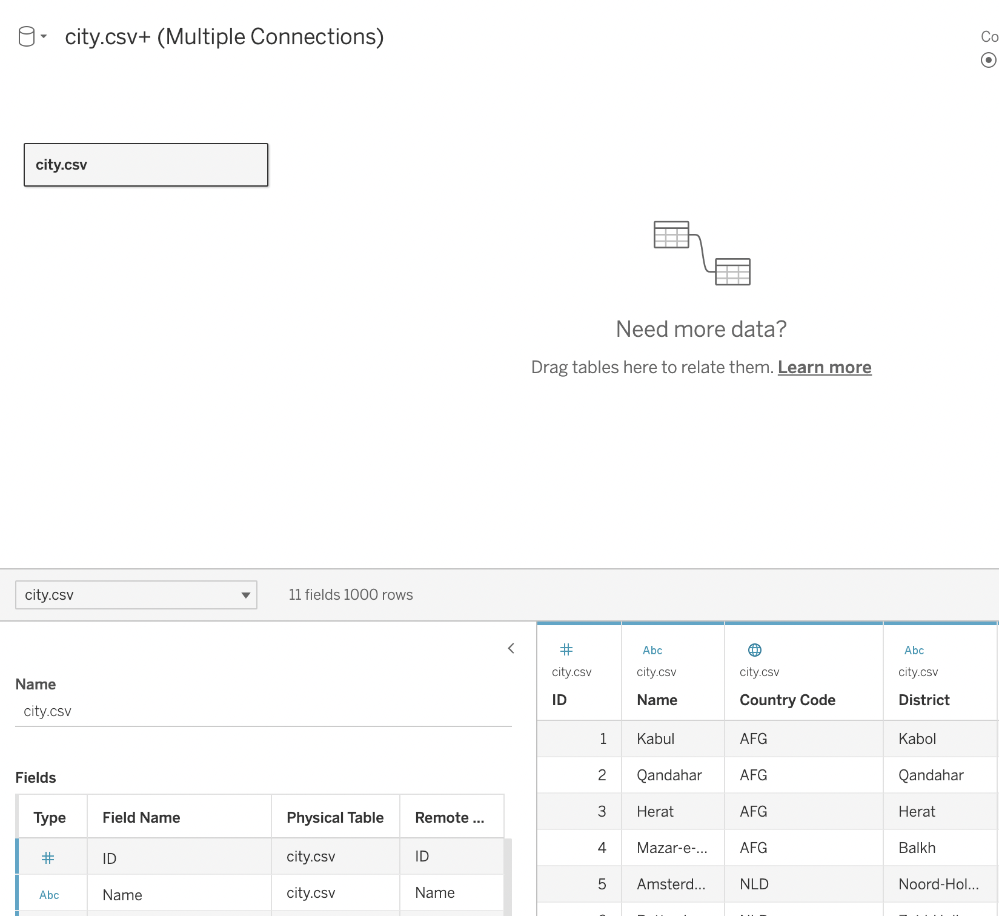 city.csv+ (Multiple Connections)
Co
city.csv
Need more data?
Drag tables here to relate them. Learn more
city.csv 11 fields 1000 rows
Name
city.csv
Fields
Type Field Name Physical Table Remote ...
# ID city.csv ID
Abc Name city.csv Name
# Abc Abc
city.csv city.csv city.csv city.csv
ID Name Country Code District
1 Kabul AFG Kabol
2 Qandahar AFG Qandahar
3 Herat AFG Herat
4 Mazar-e-... AFG Balkh
5 Amsterd... NLD Noord-Hol...